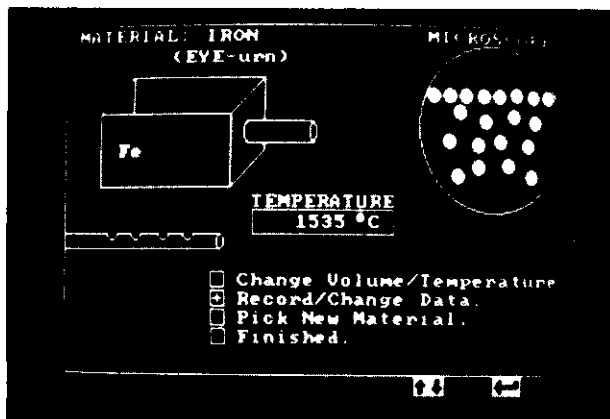 MATERIAL: IRON
(EYE-urn)
Fe
TEMPERATURE
1535 °C
Change Volume/Temperature
Record/Change Data.
Pick New Material.
Finished.